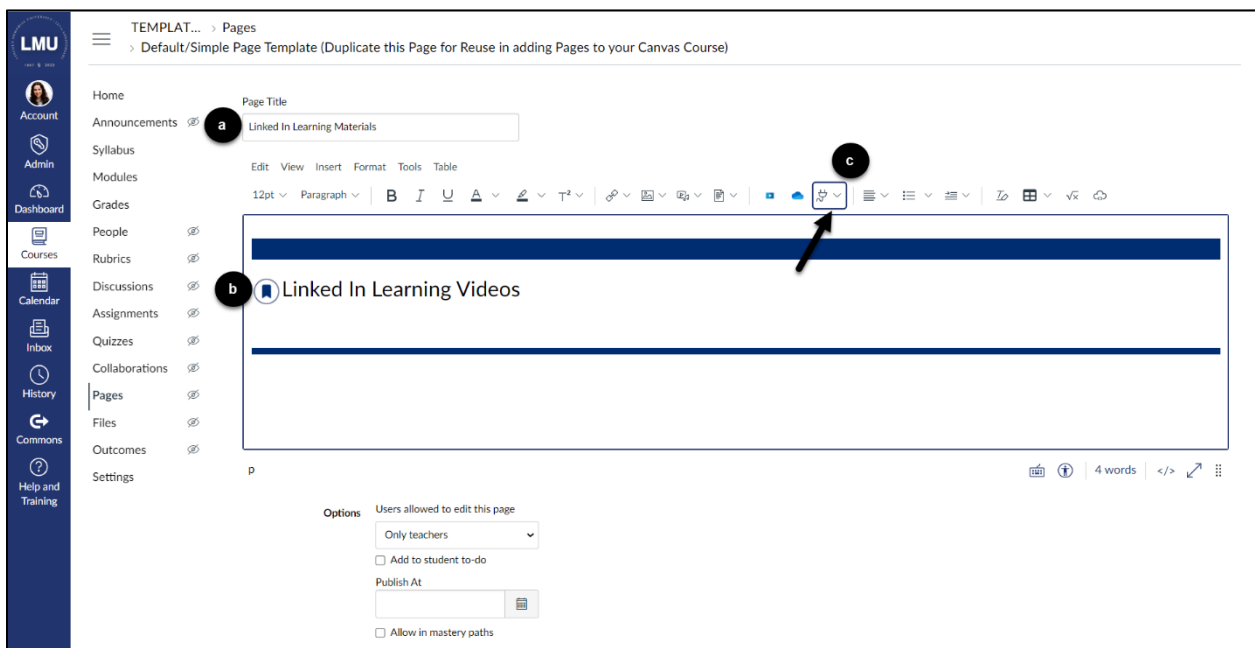 LMU
TEMPLAT... > Pages
> Default/Simple Page Template (Duplicate this Page for Reuse in adding Pages to your Canvas Course)
Account
Admin
Dashboard
Courses
Calendar
Inbox
History
Commons
Help and
Training
Home
Announcements
Syllabus
Modules
Grades
People
Rubrics
Discussions
Assignments
Quizzes
Collaborations
Pages
Files
Outcomes
Settings
Page Title
a
Linked In Learning Materials
c
Edit View Insert Format Tools Table
12pt Paragraph B I U A T²
b
Linked In Learning Videos
p
4 words </>
Options
Users allowed to edit this page
Only teachers
Add to student to-do
Publish At
Allow in mastery paths